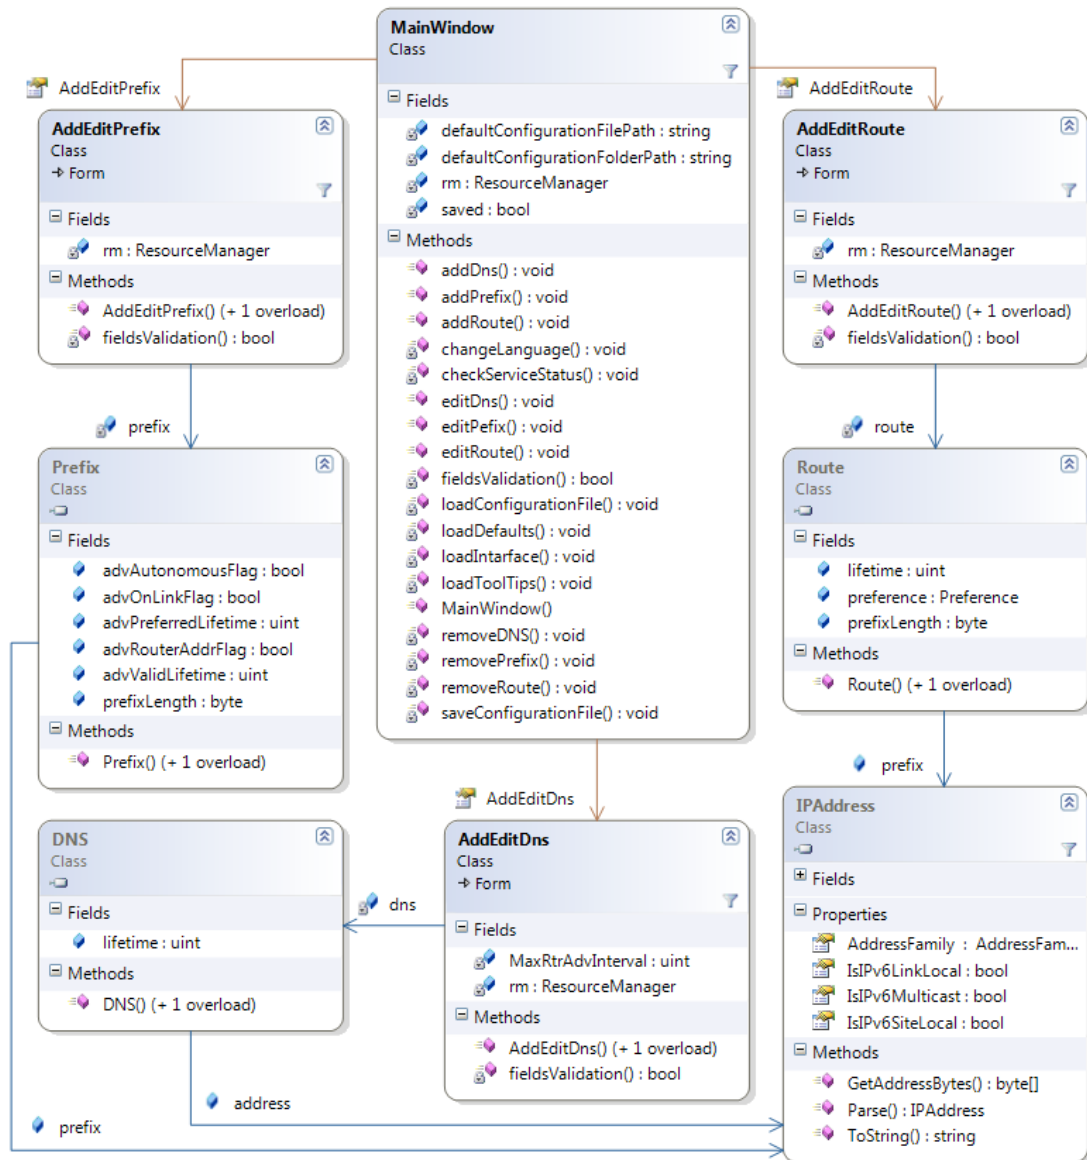 MainWindow
Class
Fields
defaultConfigurationFilePath : string
defaultConfigurationFolderPath : string
rm : ResourceManager
saved : bool
Methods
addDns() : void
addPrefix() : void
addRoute() : void
changeLanguage() : void
checkServiceStatus() : void
editDns() : void
editPefix() : void
editRoute() : void
fieldsValidation() : bool
loadConfigurationFile() : void
loadDefaults() : void
loadIntarface() : void
loadToolTips() : void
MainWindow()
removeDNS() : void
removePrefix() : void
removeRoute() : void
saveConfigurationFile() : void
AddEditPrefix
AddEditPrefix
Class
Form
Fields
rm : ResourceManager
Methods
AddEditPrefix() (+ 1 overload)
fieldsValidation() : bool
prefix
Prefix
Class
Fields
advAutonomousFlag : bool
advOnLinkFlag : bool
advPreferredLifetime : uint
advRouterAddrFlag : bool
advValidLifetime : uint
prefixLength : byte
Methods
Prefix() (+ 1 overload)
AddEditRoute
AddEditRoute
Class
Form
Fields
rm : ResourceManager
Methods
AddEditRoute() (+ 1 overload)
fieldsValidation() : bool
route
Route
Class
Fields
lifetime : uint
preference : Preference
prefixLength : byte
Methods
Route() (+ 1 overload)
prefix
AddEditDns
AddEditDns
Class
Form
Fields
MaxRtrAdvInterval : uint
rm : ResourceManager
Methods
AddEditDns() (+ 1 overload)
fieldsValidation() : bool
dns
DNS
Class
Fields
lifetime : uint
Methods
DNS() (+ 1 overload)
address
prefix
IPAddress
Class
Fields
Properties
AddressFamily : AddressFam...
IsIPv6LinkLocal : bool
IsIPv6Multicast : bool
IsIPv6SiteLocal : bool
Methods
GetAddressBytes() : byte[]
Parse() : IPAddress
ToString() : string